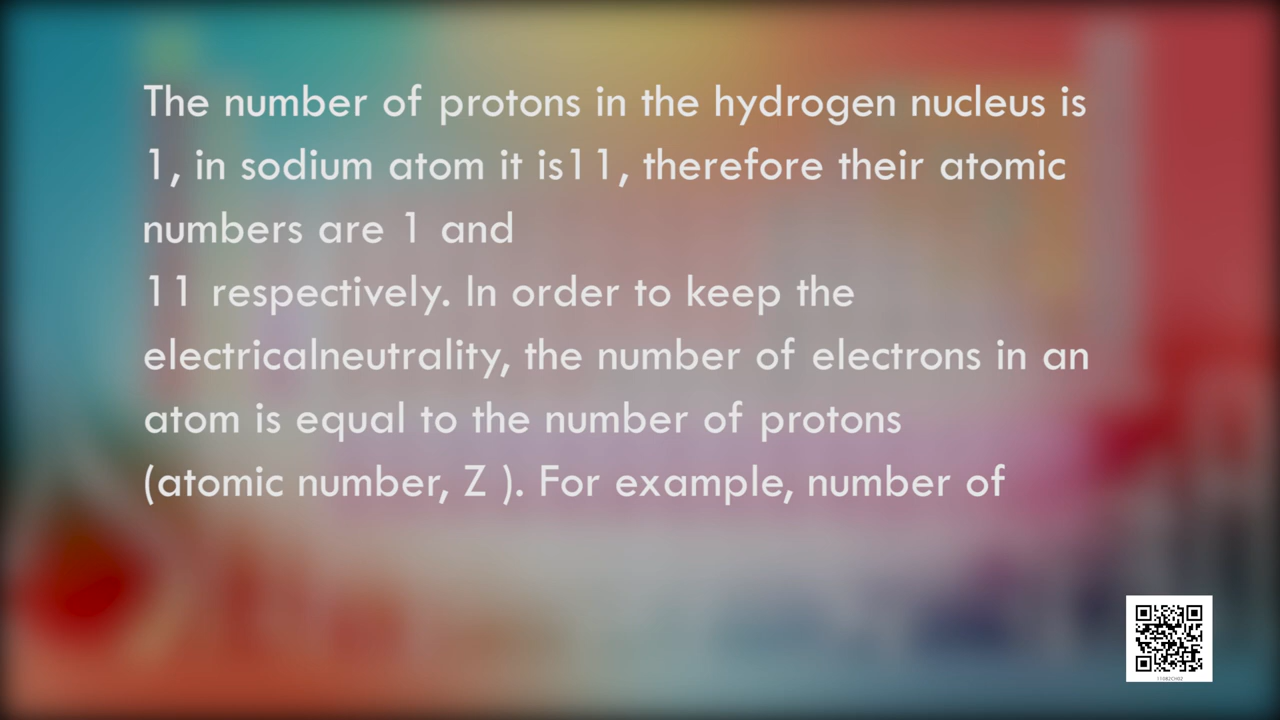 The number of protons in the hydrogen nucleus is
1, in sodium atom it is11, therefore their atomic
numbers are 1 and
11 respectively. In order to keep the
electricalneutrality, the number of electrons in an
atom is equal to the number of protons
(atomic number, Z ). For example, number of